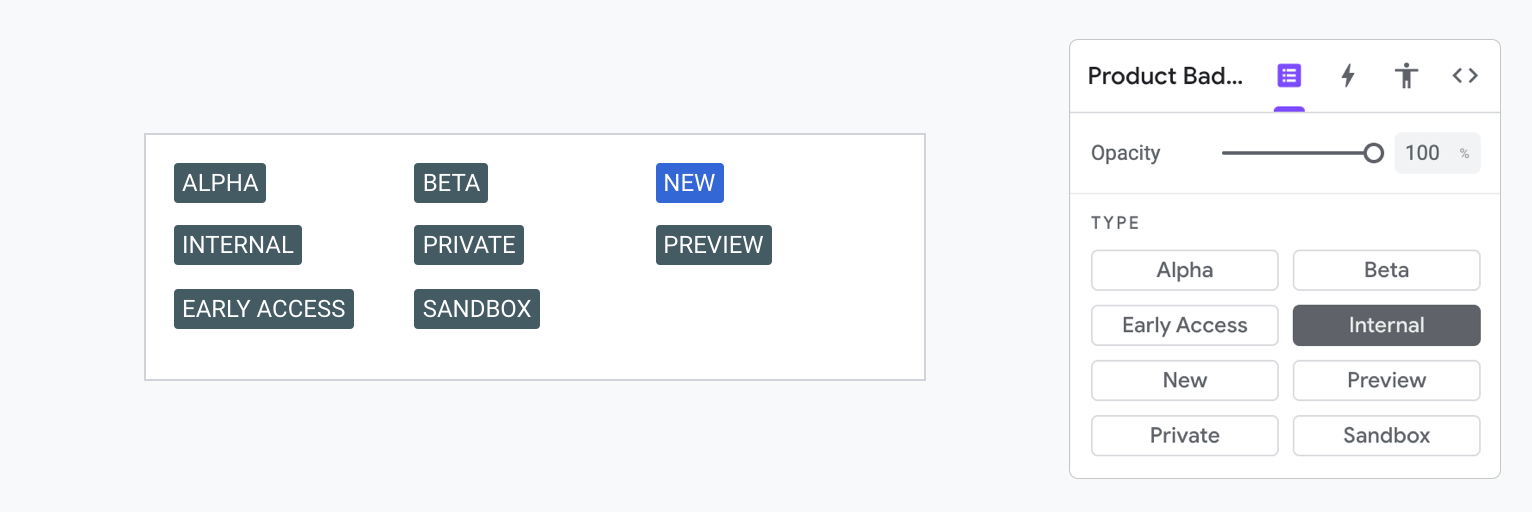 ALPHA BETA NEW
INTERNAL PRIVATE PREVIEW
EARLY ACCESS SANDBOX
Product Bad...
Opacity 100 %
TYPE
Alpha Beta
Early Access Internal
New Preview
Private Sandbox